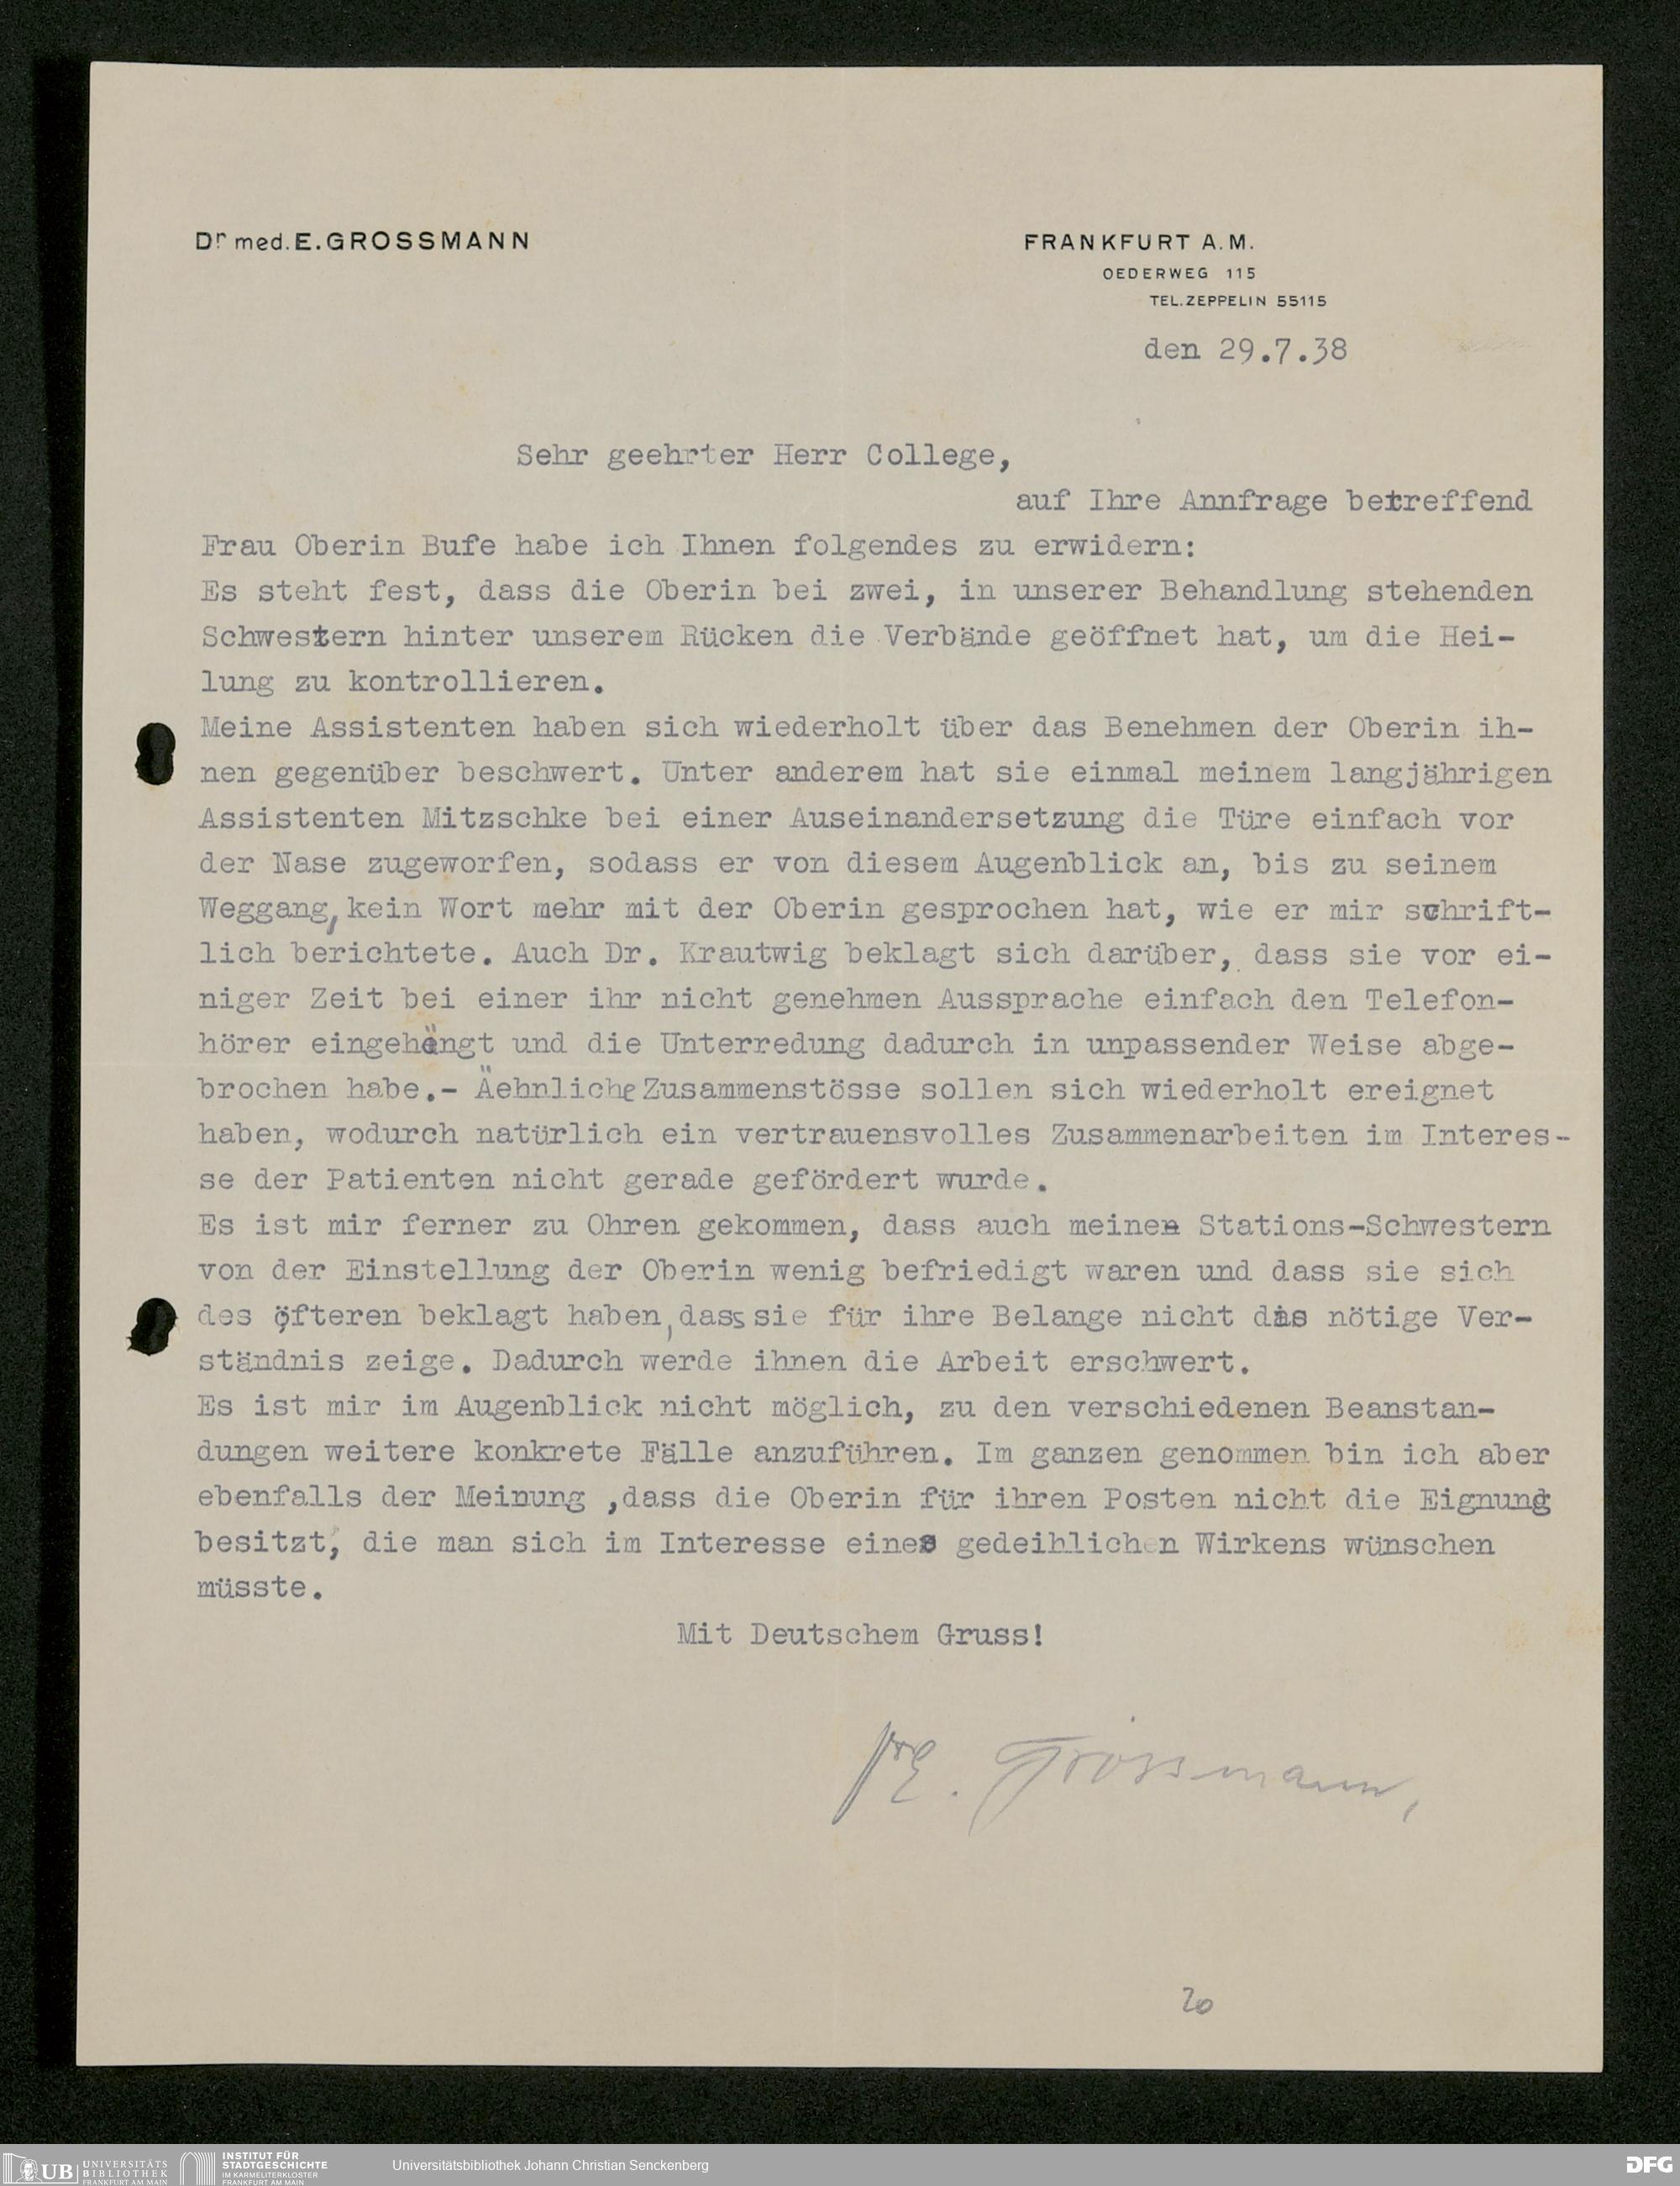 Dr med. E. GROSSMANN
FRANKFURT A. M.
OEDERWEG 115
TEL. ZEPPELIN 55115
den 29.7.38
Sehr geehrter Herr College,
auf Ihre Annfrage betreffend
Frau Oberin Bufe habe ich Ihnen folgendes zu erwidern:
Es steht fest, dass die Oberin bei zwei, in unserer Behandlung stehenden
Schwestern hinter unserem Rücken die Verbände geöffnet hat, um die Hei-
lung zu kontrollieren.
Meine Assistenten haben sich wiederholt über das Benehmen der Oberin ih-
nen gegenüber beschwert. Unter anderem hat sie einmal meinem langjährigen
Assistenten Mitzschke bei einer Auseinandersetzung die Türe einfach vor
der Nase zugeworfen, sodass er von diesem Augenblick an, bis zu seinem
Weggang, kein Wort mehr mit der Oberin gesprochen hat, wie er mir schrift-
lich berichtete. Auch Dr. Krautwig beklagt sich darüber, dass sie vor ei-
niger Zeit bei einer ihr nicht genehmen Aussprache einfach den Telefon-
hörer eingehängt und die Unterredung dadurch in unpassender Weise abge-
brochen habe.- Äehnliche Zusammenstösse sollen sich wiederholt ereignet
haben, wodurch natürlich ein vertrauensvolles Zusammenarbeiten im Interes-
se der Patienten nicht gerade gefördert wurde.
Es ist mir ferner zu Ohren gekommen, dass auch meinen Stations-Schwestern
von der Einstellung der Oberin wenig befriedigt waren und dass sie sich
des öfteren beklagt haben, dass sie für ihre Belange nicht das nötige Ver-
ständnis zeige. Dadurch werde ihnen die Arbeit erschwert.
Es ist mir im Augenblick nicht möglich, zu den verschiedenen Beanstan-
dungen weitere konkrete Fälle anzuführen. Im ganzen genommen bin ich aber
ebenfalls der Meinung ,dass die Oberin für ihren Posten nicht die Eignung
besitzt, die man sich im Interesse eines gedeihlichen Wirkens wünschen
müsste.
Mit Deutschem Gruss!
Dr E. Grossmann,
20
UB UNIVERSITÄTS
BIBLIOTHEK
FRANKFURT AM MAIN
INSTITUT FÜR
STADTGESCHICHTE
IM KARMELITERKLOSTER
FRANKFURT AM MAIN
Universitätsbibliothek Johann Christian Senckenberg
DFG